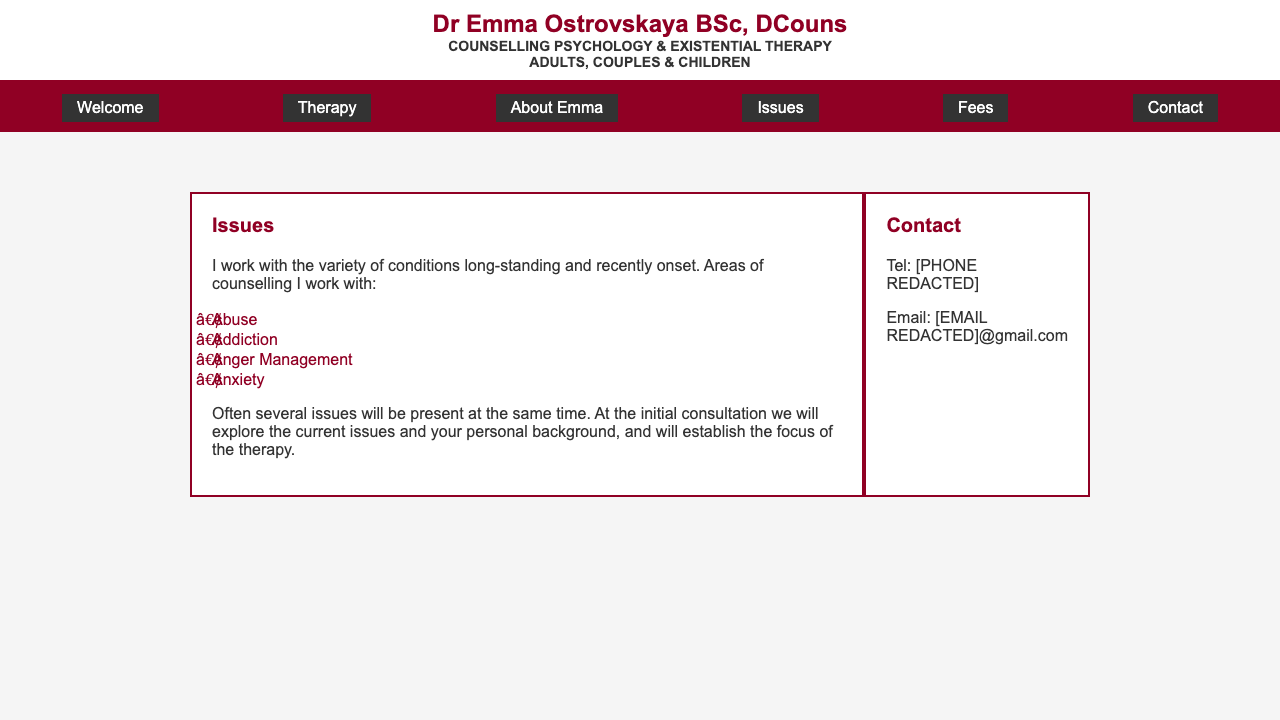 Dr Emma Ostrovskaya BSc, DCouns
COUNSELLING PSYCHOLOGY & EXISTENTIAL THERAPY
ADULTS, COUPLES & CHILDREN
Welcome
Therapy
About Emma
Issues
Fees
Contact
Issues
I work with the variety of conditions long-standing and recently onset. Areas of
counselling I work with:
Abuse
Addiction
Anger Management
Anxiety
Often several issues will be present at the same time. At the initial consultation we will
explore the current issues and your personal background, and will establish the focus of
the therapy.
Contact
Tel: [PHONE
REDACTED]
Email: [EMAIL
REDACTED]@gmail.com